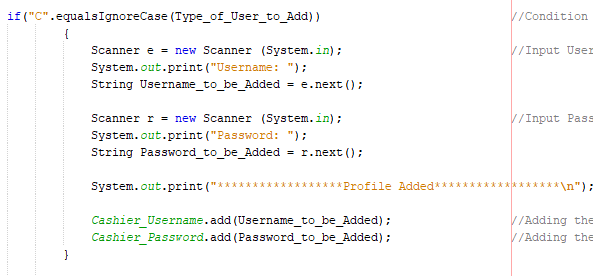 if("C".equalsIgnoreCase(Type_of_User_to_Add)) //Condition
{
Scanner e = new Scanner (System.in); //Input User
System.out.print("Username: ");
String Username_to_be_Added = e.next();
Scanner r = new Scanner (System.in); //Input Pass
System.out.print("Password: ");
String Password_to_be_Added = r.next();
System.out.print("******************Profile Added******************\n");
Cashier_Username.add(Username_to_be_Added); //Adding the
Cashier_Password.add(Password_to_be_Added); //Adding the
}